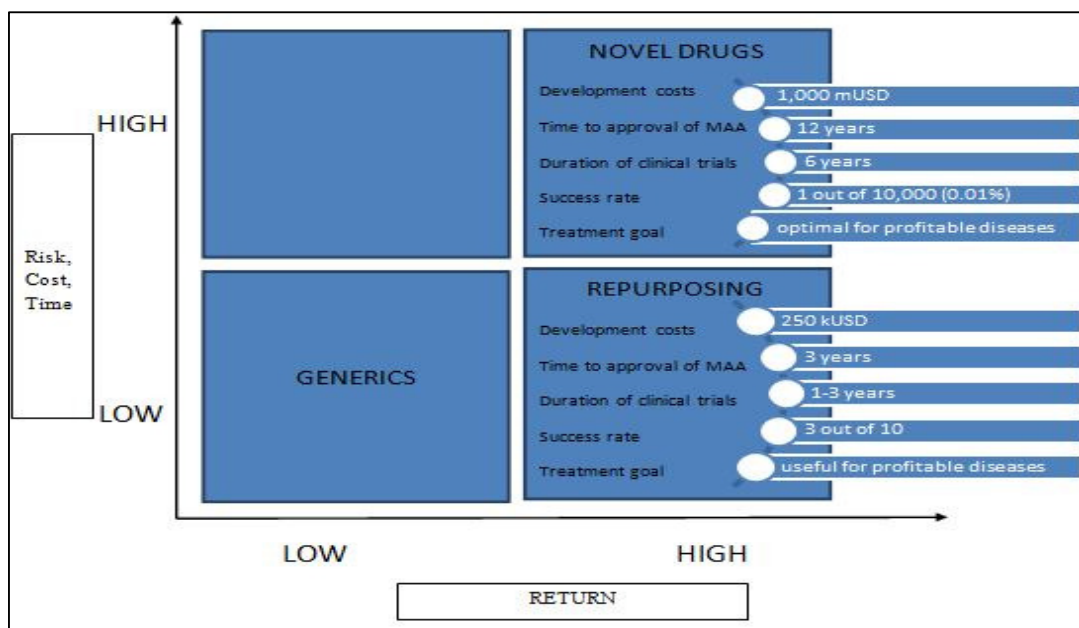 HIGH
LOW
Risk,
Cost,
Time
NOVEL DRUGS
Development costs 1,000 mUSD
Time to approval of MAA 12 years
Duration of clinical trials 6 years
Success rate 1 out of 10,000 (0.01%)
Treatment goal optimal for profitable diseases
GENERICS
REPURPOSING
Development costs 250 kUSD
Time to approval of MAA 3 years
Duration of clinical trials 1-3 years
Success rate 3 out of 10
Treatment goal useful for profitable diseases
LOW HIGH
RETURN